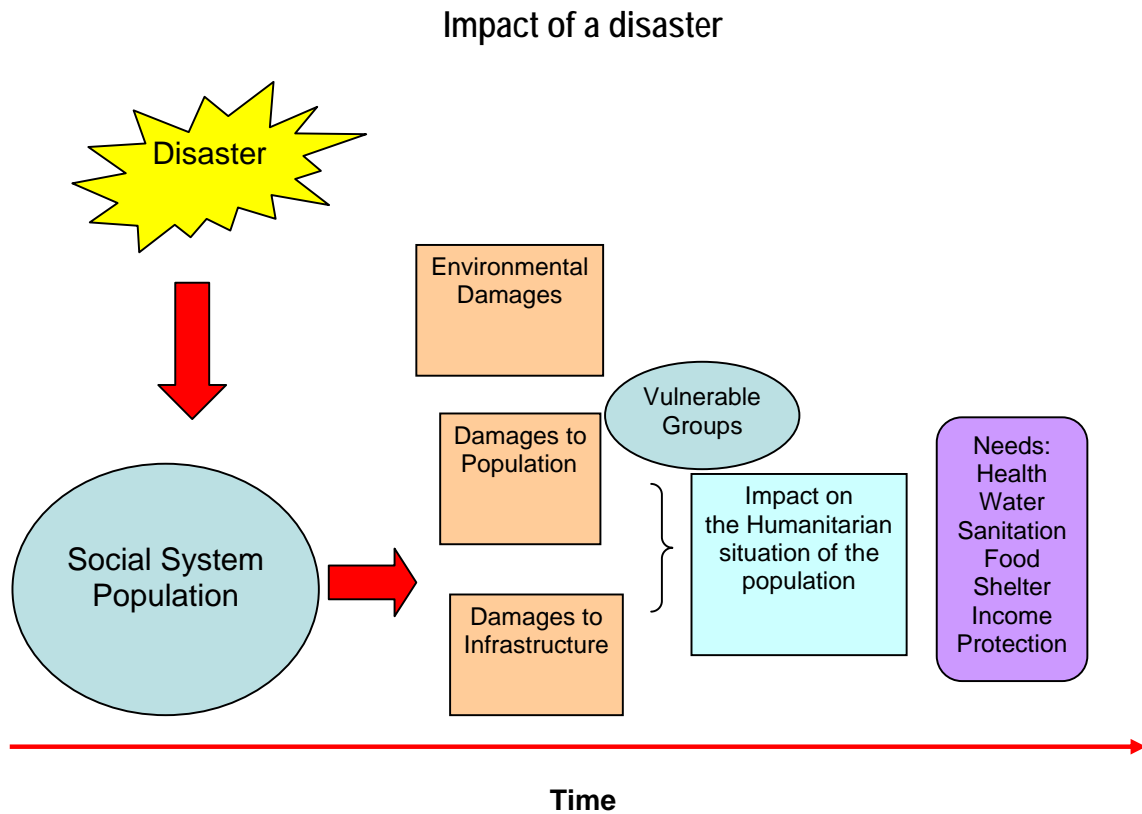 Impact of a disaster
Disaster
Social System
Population
Environmental
Damages
Damages to
Population
Damages to
Infrastructure
Vulnerable
Groups
Impact on
the Humanitarian
situation of the
population
Needs:
Health
Water
Sanitation
Food
Shelter
Income
Protection
Time